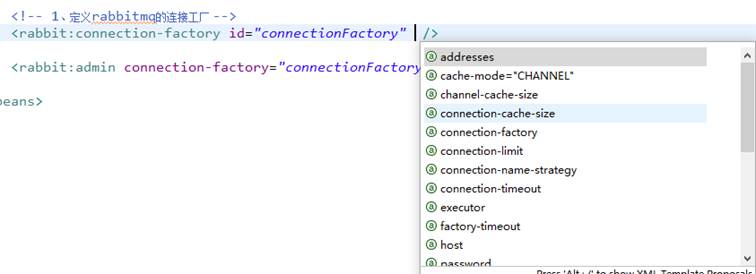 <!-- 1、定义rabbitmq的连接工厂 -->
<rabbit:connection-factory id="connectionFactory" />
<rabbit:admin connection-factory="connectionFactory
beans>
addresses
cache-mode="CHANNEL"
channel-cache-size
connection-cache-size
connection-factory
connection-limit
connection-name-strategy
connection-timeout
executor
factory-timeout
host
password
Press 'Alt+/' to show XML Template Proposals